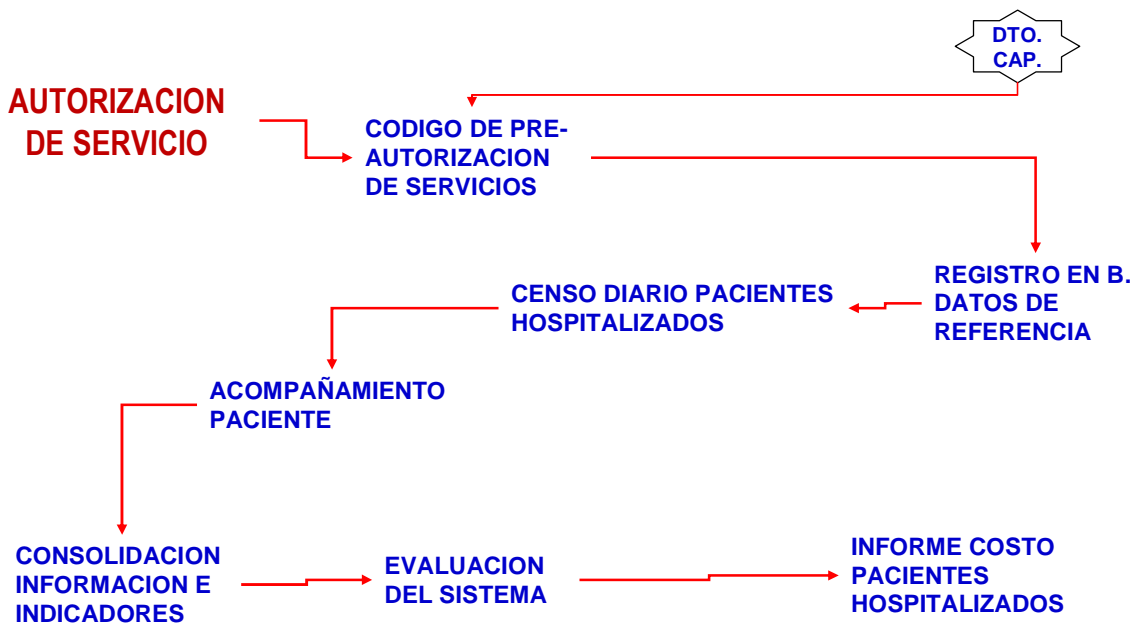 DTO.
CAP.
AUTORIZACION
DE SERVICIO
CODIGO DE PRE-
AUTORIZACION
DE SERVICIOS
REGISTRO EN B.
DATOS DE
REFERENCIA
CENSO DIARIO PACIENTES
HOSPITALIZADOS
ACOMPAÑAMIENTO
PACIENTE
CONSOLIDACION
INFORMACION E
INDICADORES
EVALUACION
DEL SISTEMA
INFORME COSTO
PACIENTES
HOSPITALIZADOS